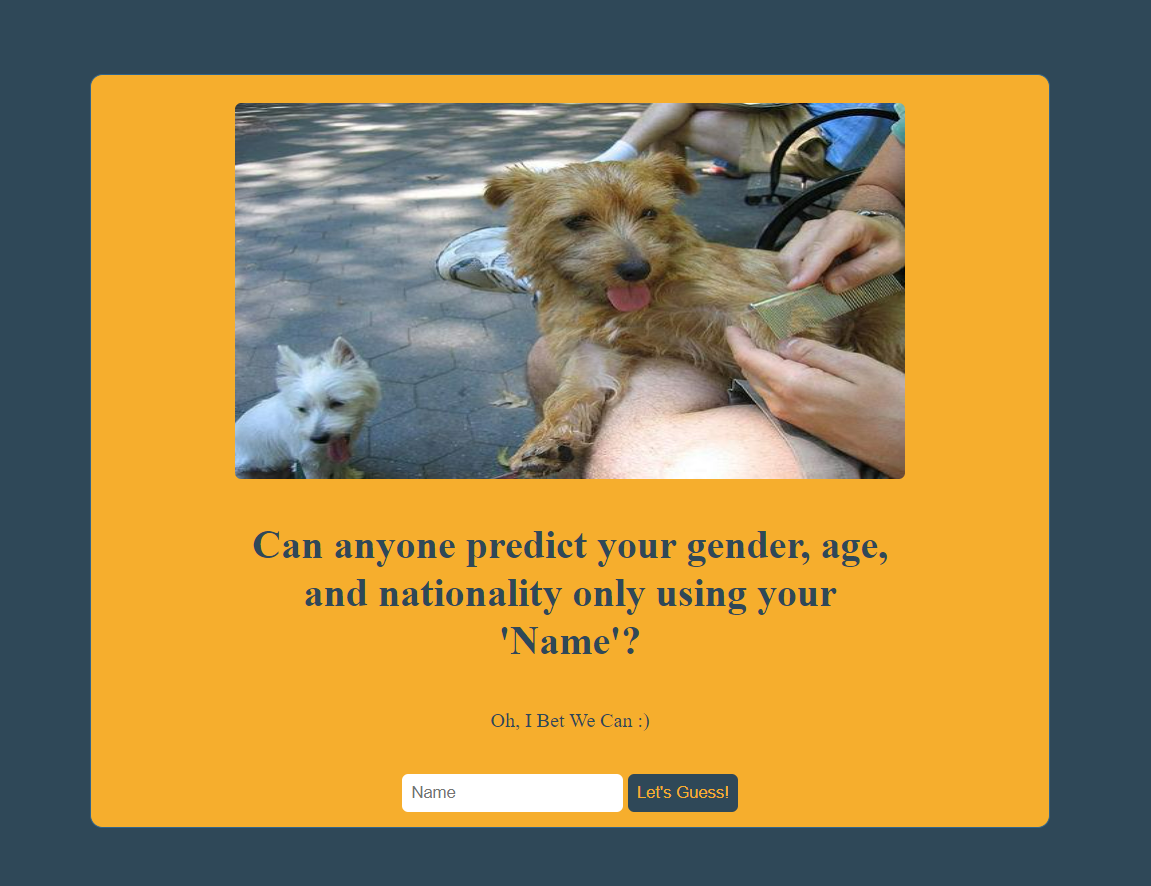 Can anyone predict your gender, age,
and nationality only using your
'Name'?
Oh, I Bet We Can :)
Name
Let's Guess!